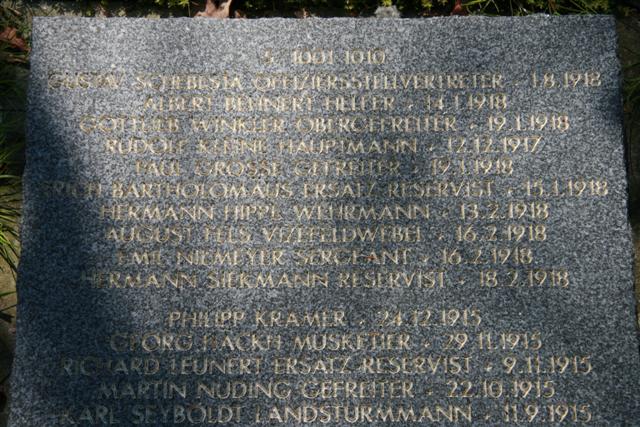 S. 1001-1010
GUSTAV SCHEBESTA OFFIZIERSSTELLVERTRETER · 1.8.1918
ALBERT BEHNERT HELFER · 14.1.1918
GOTTLIEB WINKLER OBERGEFREITER · 19.1.1918
RUDOLF KLEINE HAUPTMANN · 12.12.1917
PAUL GROSSE GEFREITER · 19.1.1918
ERICH BARTHOLOMÄUS ERSATZ RESERVIST · 15.1.1918
HERMANN HIPPE WEHRMANN · 13.2.1918
AUGUST FELS VIZEFELDWEBEL · 16.2.1918
EMIL NIEMEYER SERGEANT · 16.2.1918
HERMANN SIEKMANN RESERVIST · 18.2.1918
PHILIPP KRAMER · 24.12.1915
GEORG HACKH MUSKETIER · 29.11.1915
RICHARD LEUNERT ERSATZ RESERVIST · 9.11.1915
MARTIN NUDING GEFREITER · 22.10.1915
KARL SEYBOLDT LANDSTURMMANN · 11.9.1915